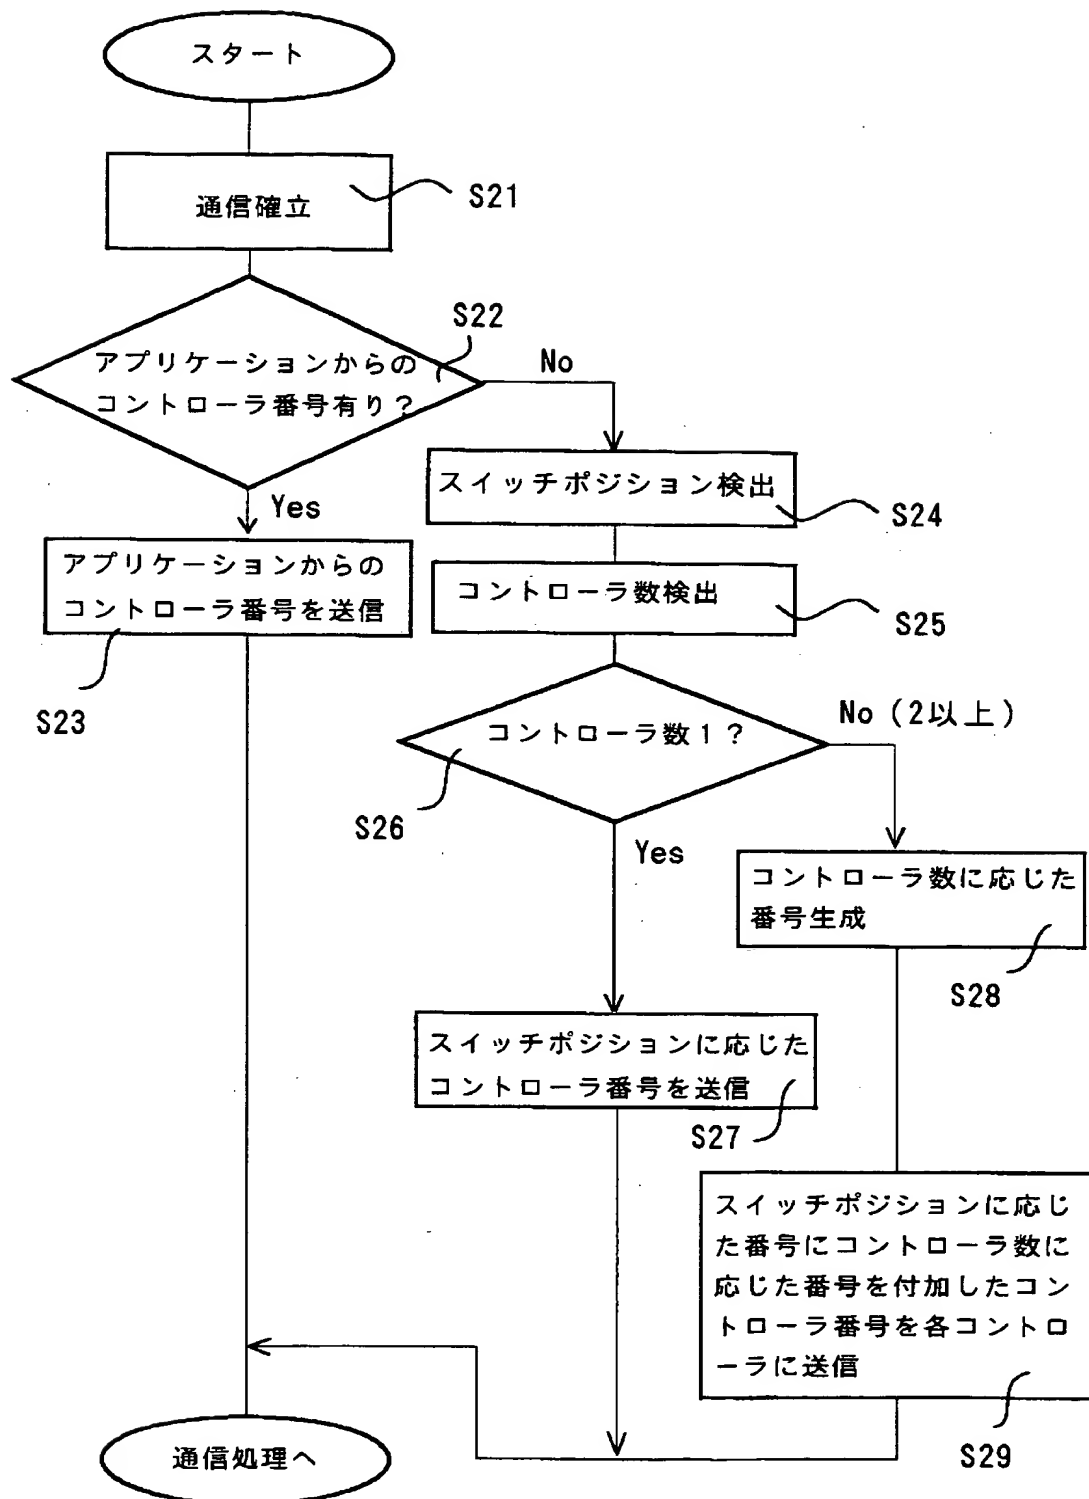 スタート
通信確立
S21
S22
アプリケーションからの
コントローラ番号有り？
No
Yes
スイッチポジション検出
S24
アプリケーションからの
コントローラ番号を送信
S23
コントローラ数検出
S25
コントローラ数１？
No（2以上）
S26
Yes
コントローラ数に応じた
番号生成
S28
スイッチポジションに応じた
コントローラ番号を送信
S27
スイッチポジションに応じ
た番号にコントローラ数に
応じた番号を付加したコン
トローラ番号を各コントロ
ーラに送信
S29
通信処理へ